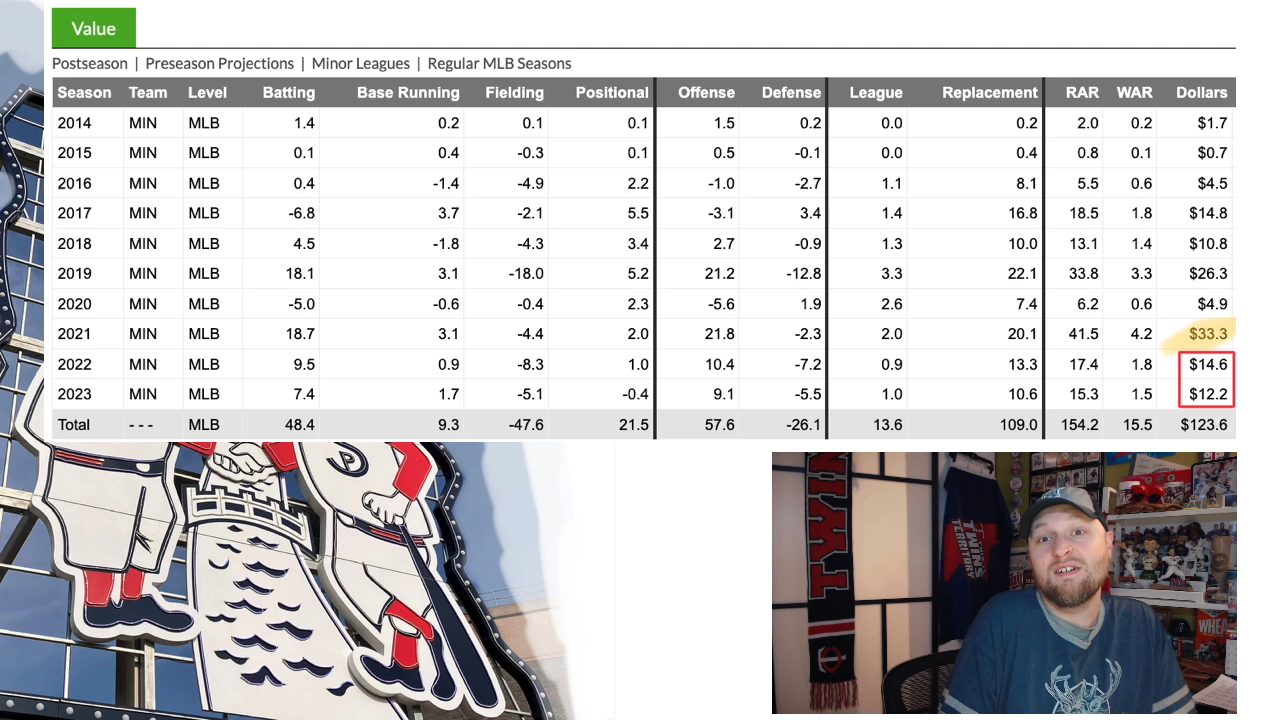 Value
Postseason | Preseason Projections | Minor Leagues | Regular MLB Seasons
Season Team Level Batting Base Running Fielding Positional Offense Defense League Replacement RAR WAR Dollars
2014 MIN MLB 1.4 0.2 0.1 0.1 1.5 0.2 0.0 0.2 2.0 0.2 $1.7
2015 MIN MLB 0.1 0.4 -0.3 0.1 0.5 -0.1 0.0 0.4 0.8 0.1 $0.7
2016 MIN MLB 0.4 -1.4 -4.9 2.2 -1.0 -2.7 1.1 8.1 5.5 0.6 $4.5
2017 MIN MLB -6.8 3.7 -2.1 5.5 -3.1 3.4 1.4 16.8 18.5 1.8 $14.8
2018 MIN MLB 4.5 -1.8 -4.3 3.4 2.7 -0.9 1.3 10.0 13.1 1.4 $10.8
2019 MIN MLB 18.1 3.1 -18.0 5.2 21.2 -12.8 3.3 22.1 33.8 3.3 $26.3
2020 MIN MLB -5.0 -0.6 -0.4 2.3 -5.6 1.9 2.6 7.4 6.2 0.6 $4.9
2021 MIN MLB 18.7 3.1 -4.4 2.0 21.8 -2.3 2.0 20.1 41.5 4.2 $33.3
2022 MIN MLB 9.5 0.9 -8.3 1.0 10.4 -7.2 0.9 13.3 17.4 1.8 $14.6
2023 MIN MLB 7.4 1.7 -5.1 -0.4 9.1 -5.5 1.0 10.6 15.3 1.5 $12.2
Total - - - MLB 48.4 9.3 -47.6 21.5 57.6 -26.1 13.6 109.0 154.2 15.5 $123.6
TWIN
TWINS
TERRITORY